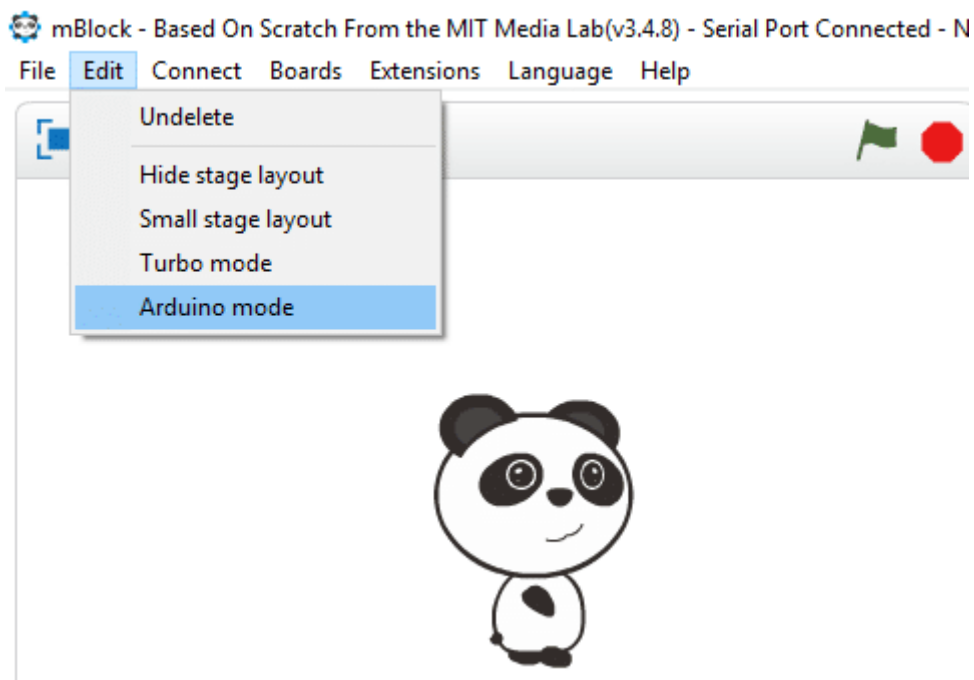 mBlock - Based On Scratch From the MIT Media Lab(v3.4.8) - Serial Port Connected - N
File Edit Connect Boards Extensions Language Help
Undelete
Hide stage layout
Small stage layout
Turbo mode
Arduino mode